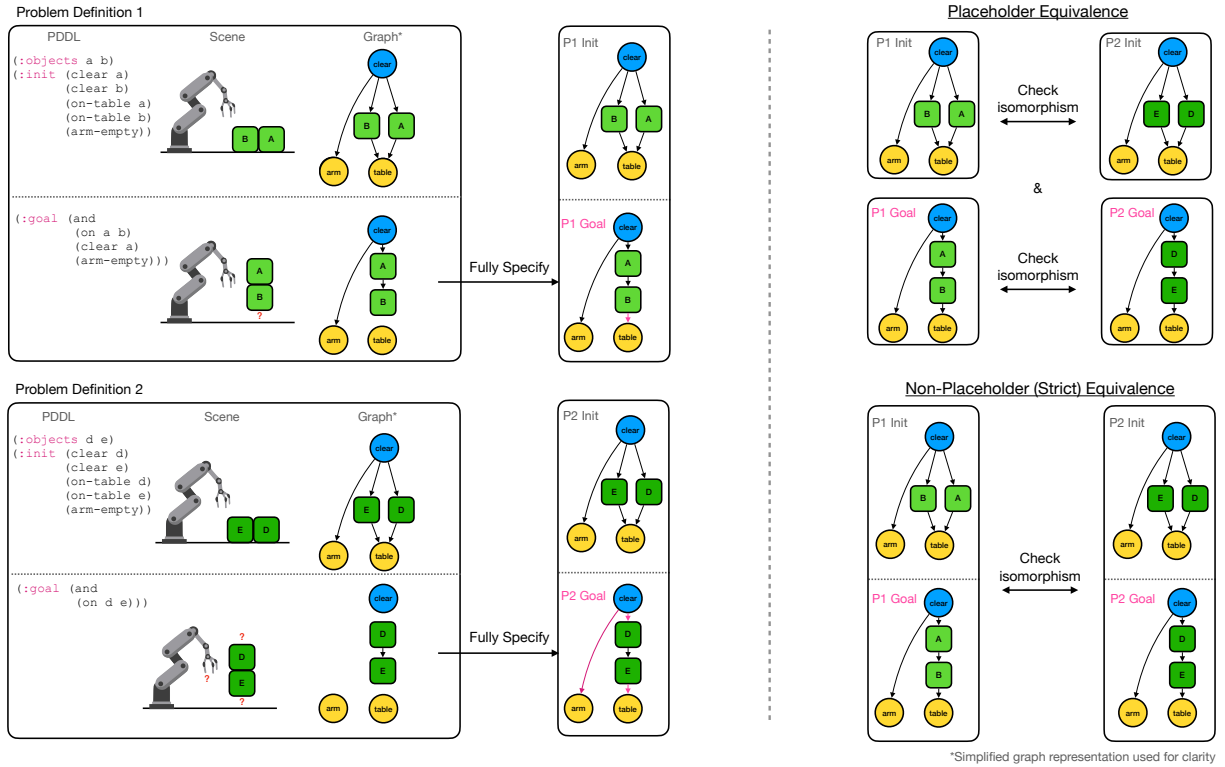 Problem Definition 1
PDDL
Scene
Graph*
(:objects a b)
(:init (clear a)
(clear b)
(on-table a)
(on-table b)
(arm-empty))
B A
clear
B A
arm table
(:goal (and
(on a b)
(clear a)
(arm-empty)))
A
B
?
clear
A
B
arm table
Fully Specify
P1 Init
clear
B A
arm table
P1 Goal
clear
A
B
arm table
Problem Definition 2
PDDL
Scene
Graph*
(:objects d e)
(:init (clear d)
(clear e)
(on-table d)
(on-table e)
(arm-empty))
E D
clear
E D
arm table
(:goal (and
(on d e)))
?
D
? E
?
clear
D
E
arm table
Fully Specify
P2 Init
clear
E D
arm table
P2 Goal
clear
D
E
arm table
Placeholder Equivalence
P1 Init
clear
B A
arm table
Check
isomorphism
P2 Init
clear
E D
arm table
&
P1 Goal
clear
A
B
arm table
Check
isomorphism
P2 Goal
clear
D
E
arm table
Non-Placeholder (Strict) Equivalence
P1 Init
clear
B A
arm table
P1 Goal
clear
A
B
arm table
Check
isomorphism
P2 Init
clear
E D
arm table
P2 Goal
clear
D
E
arm table
*Simplified graph representation used for clarity